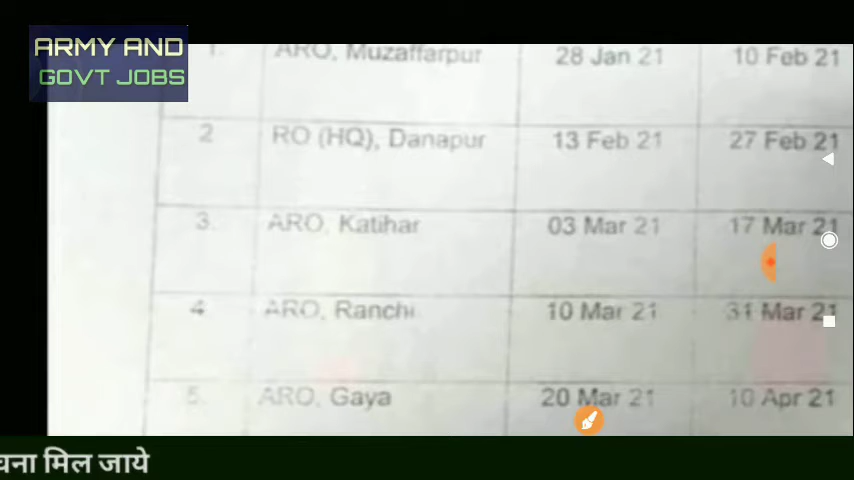 ARMY AND
GOVT JOBS
1. ARO, Muzaffarpur 28 Jan 21 10 Feb 21
2 RO (HQ), Danapur 13 Feb 21 27 Feb 21
3. ARO, Katihar 03 Mar 21 17 Mar 21
4 ARO, Ranchi 10 Mar 21 31 Mar 21
5. ARO, Gaya 20 Mar 21 10 Apr 21
मिल जाये